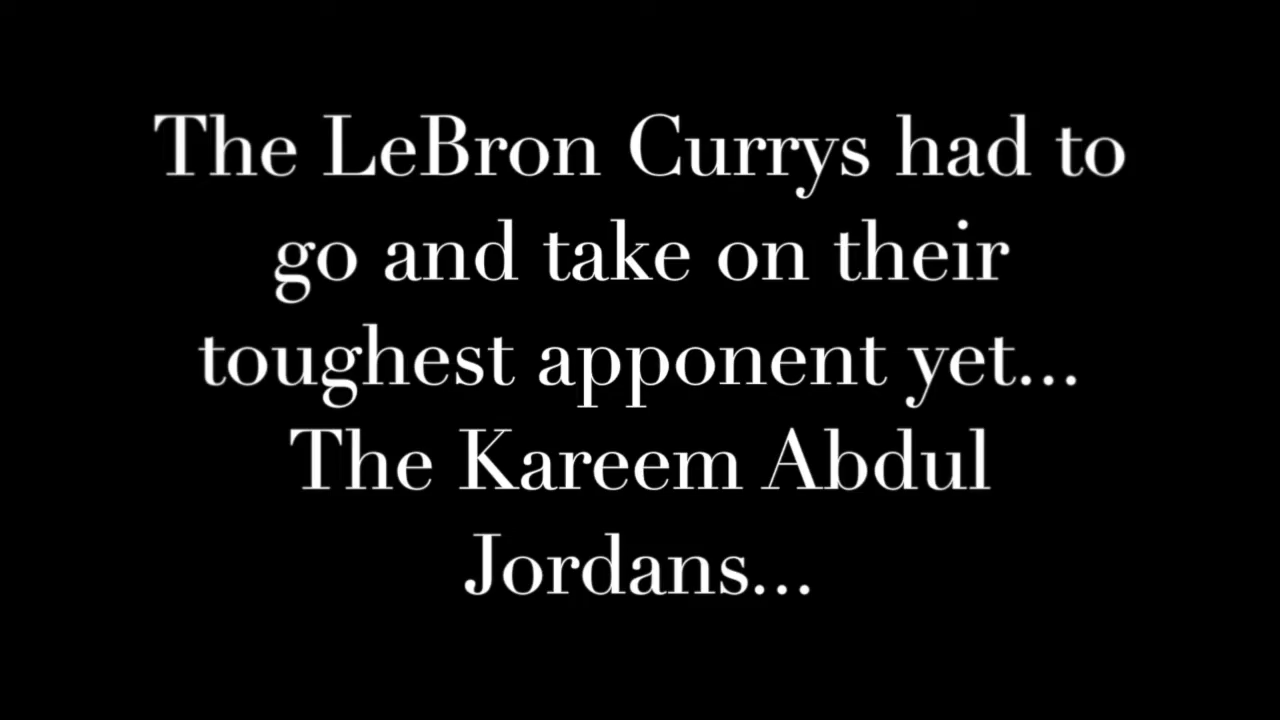 The LeBron Currys had to
go and take on their
toughest apponent yet...
The Kareem Abdul
Jordans...